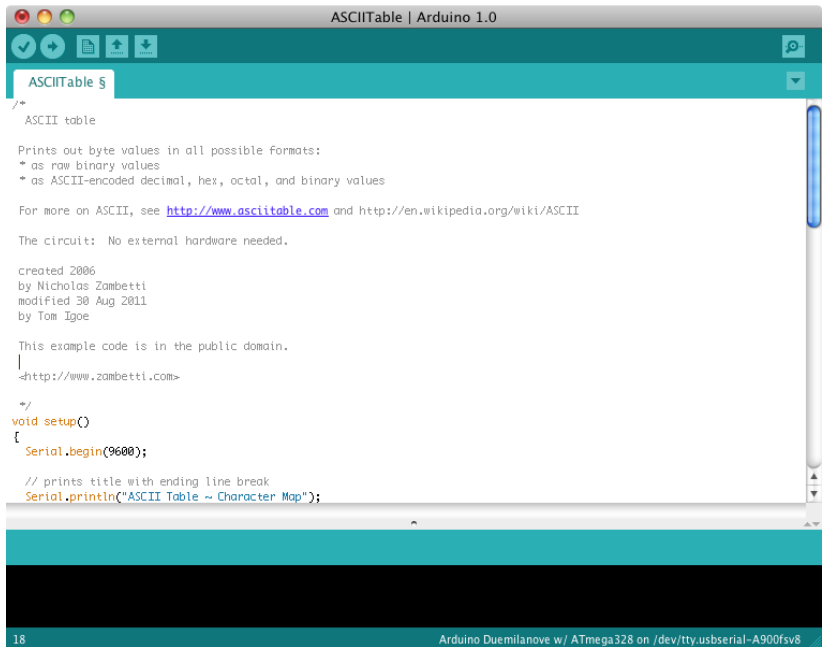 ASCIITable | Arduino 1.0
ASCIITable §
/*
ASCII table
Prints out byte values in all possible formats:
* as raw binary values
* as ASCII-encoded decimal, hex, octal, and binary values
For more on ASCII, see http://www.asciitable.com and http://en.wikipedia.org/wiki/ASCII
The circuit: No external hardware needed.
created 2006
by Nicholas Zambetti
modified 30 Aug 2011
by Tom Igoe
This example code is in the public domain.
<http://www.zambetti.com>
*/
void setup()
{
Serial.begin(9600);
// prints title with ending line break
Serial.println("ASCII Table ~ Character Map");
18
Arduino Duemilanove w/ ATmega328 on /dev/tty.usbserial-A900fsv8